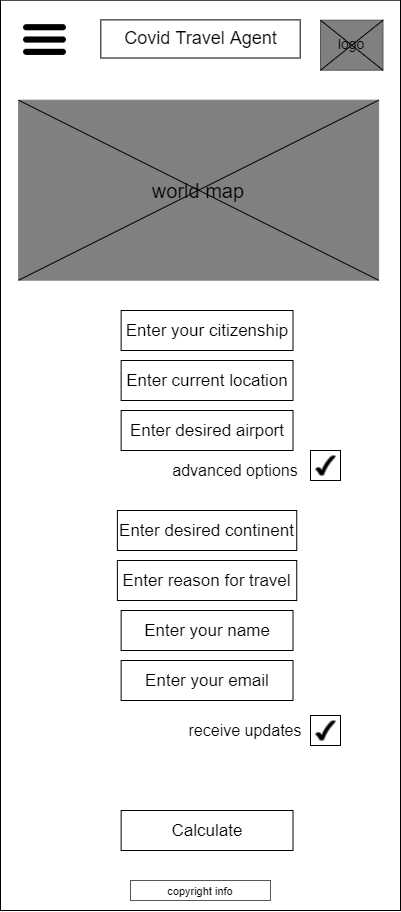 Covid Travel Agent
logo
world map
Enter your citizenship
Enter current location
Enter desired airport
advanced options
Enter desired continent
Enter reason for travel
Enter your name
Enter your email
receive updates
Calculate
copyright info